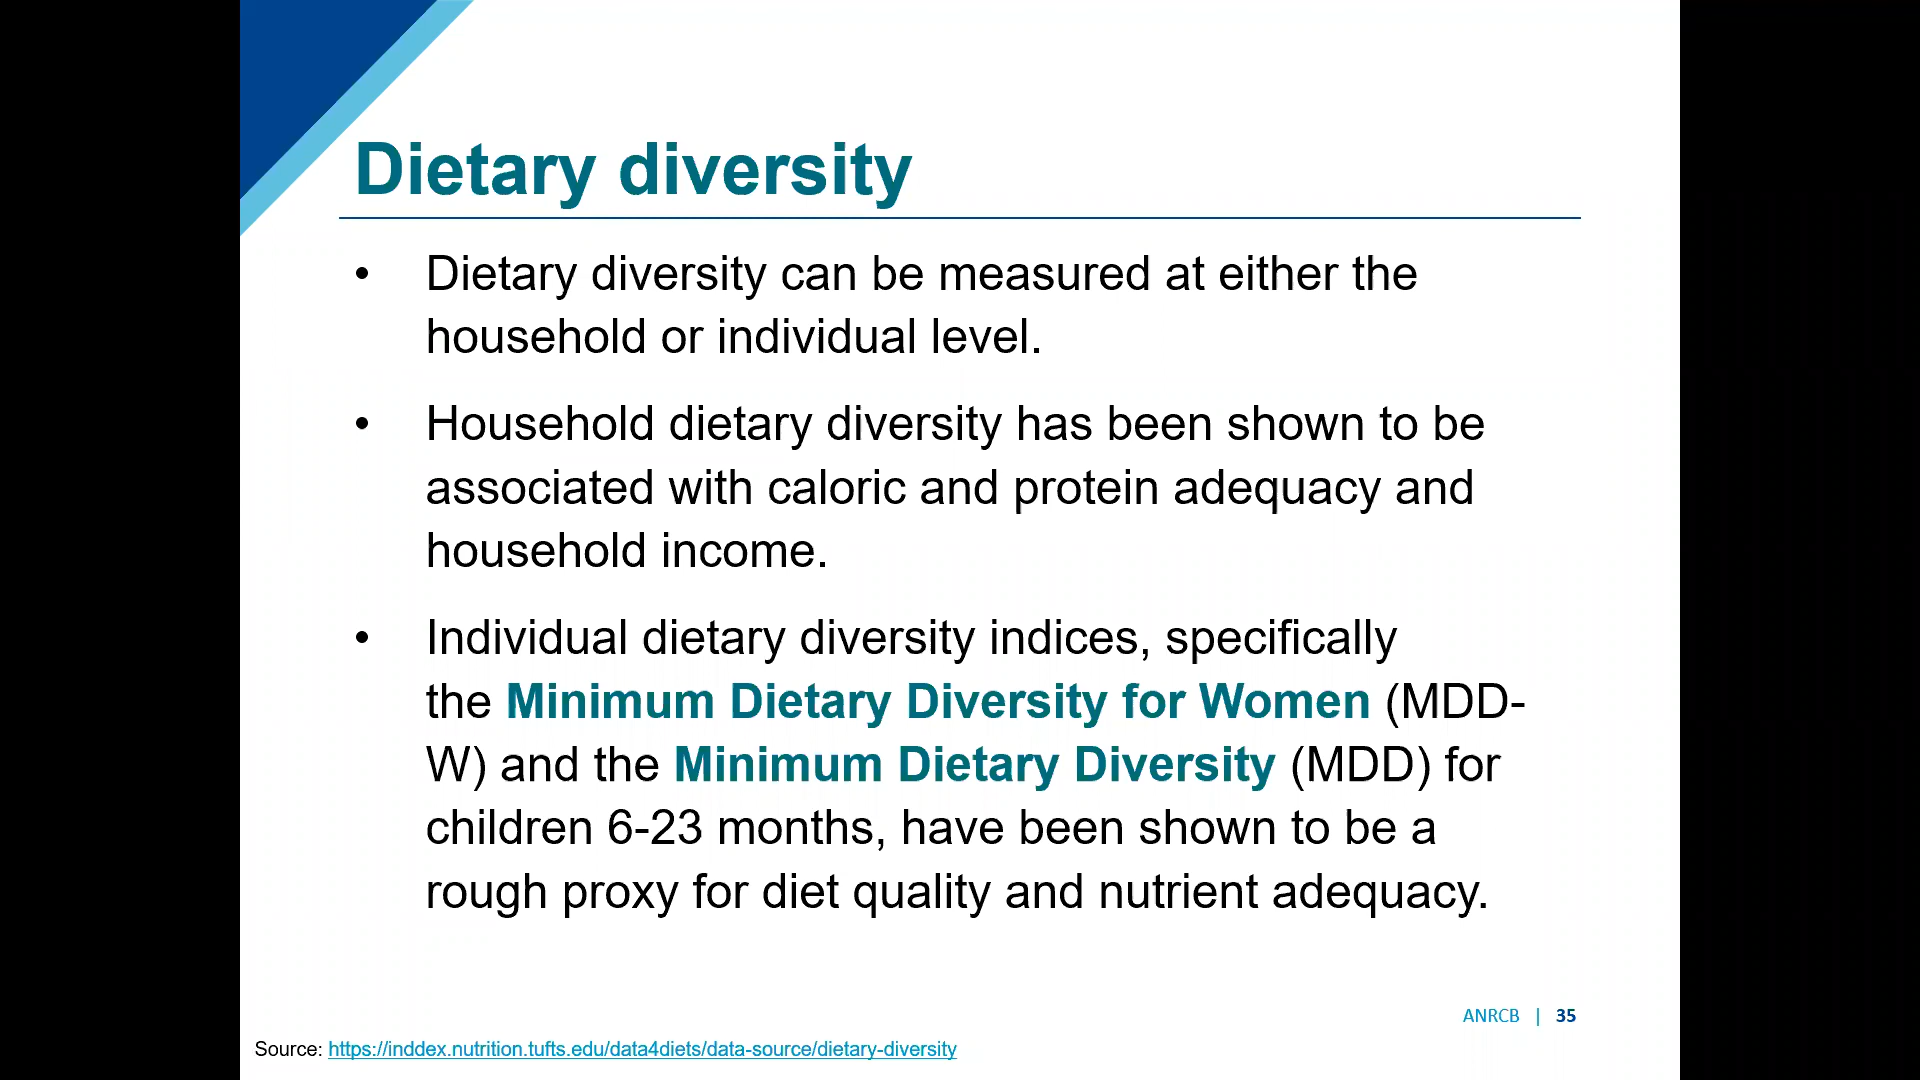 Dietary diversity
• Dietary diversity can be measured at either the
household or individual level.
• Household dietary diversity has been shown to be
associated with caloric and protein adequacy and
household income.
• Individual dietary diversity indices, specifically
the Minimum Dietary Diversity for Women (MDD-
W) and the Minimum Dietary Diversity (MDD) for
children 6-23 months, have been shown to be a
rough proxy for diet quality and nutrient adequacy.
ANRCB | 35
Source: https://inddex.nutrition.tufts.edu/data4diets/data-source/dietary-diversity